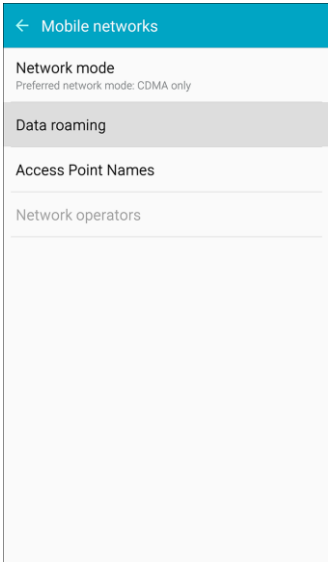 Mobile networks
Network mode
Preferred network mode: CDMA only
Data roaming
Access Point Names
Network operators